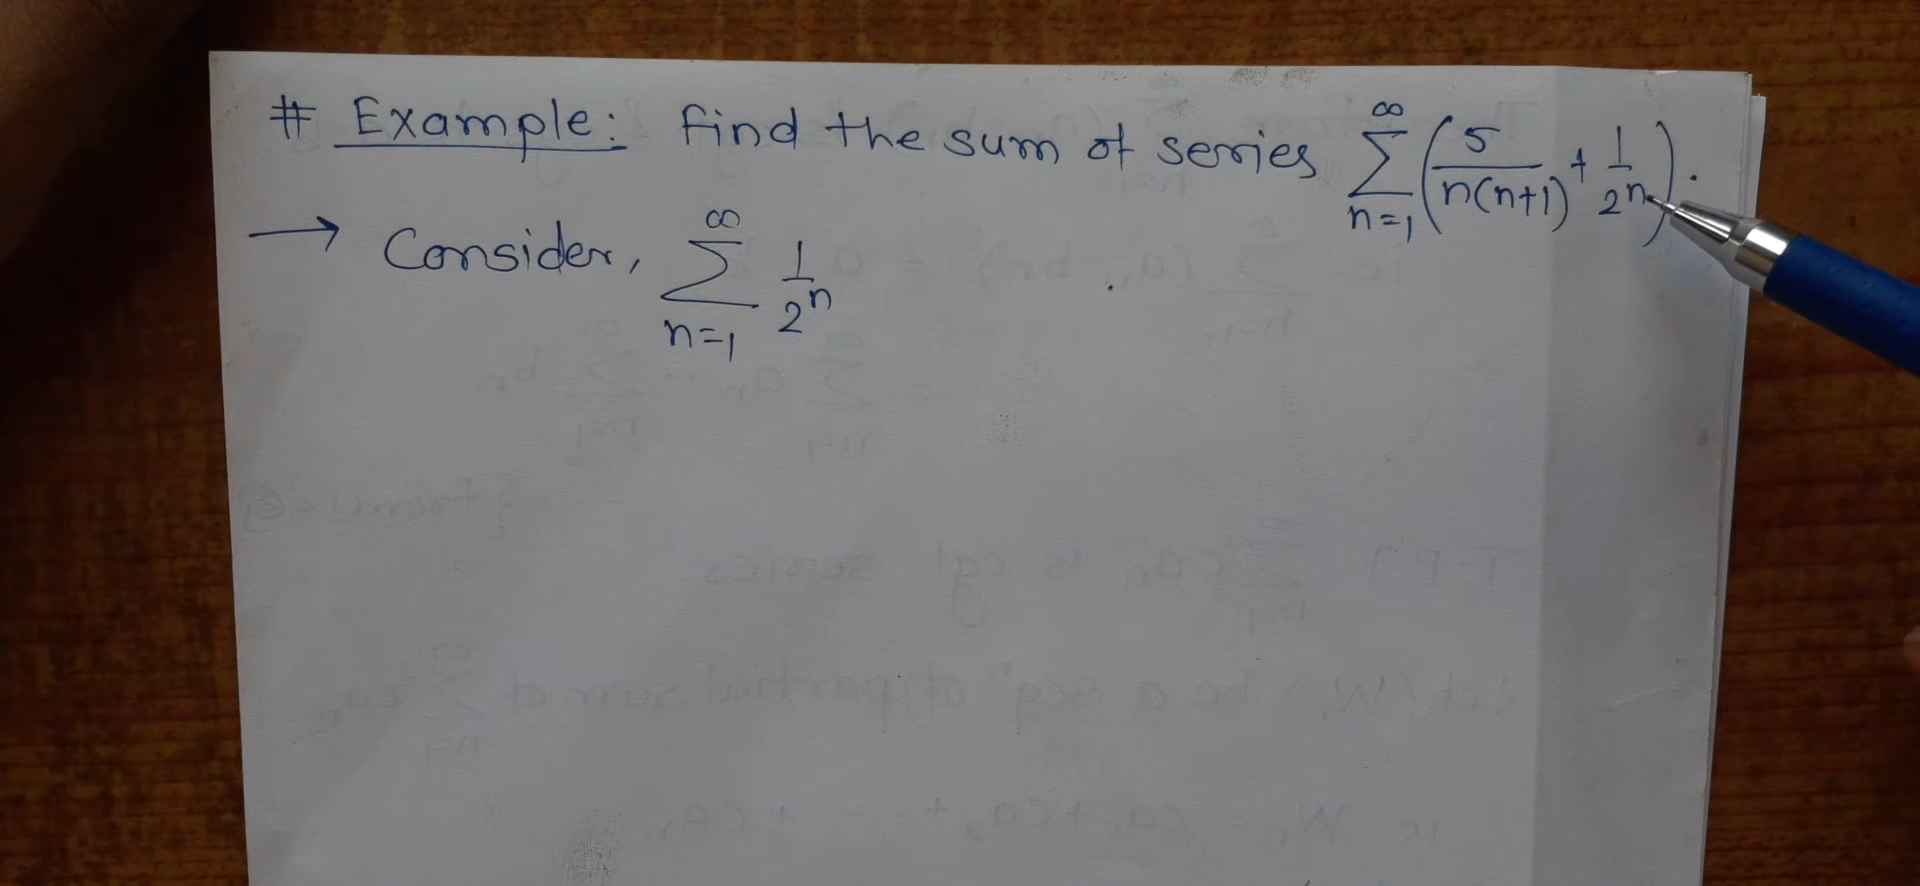 # Example: Find the sum of series ∑_{n=1}^{∞} (5/(n(n+1)) + 1/2^n).
→ Consider, ∑_{n=1}^{∞} 1/2^n